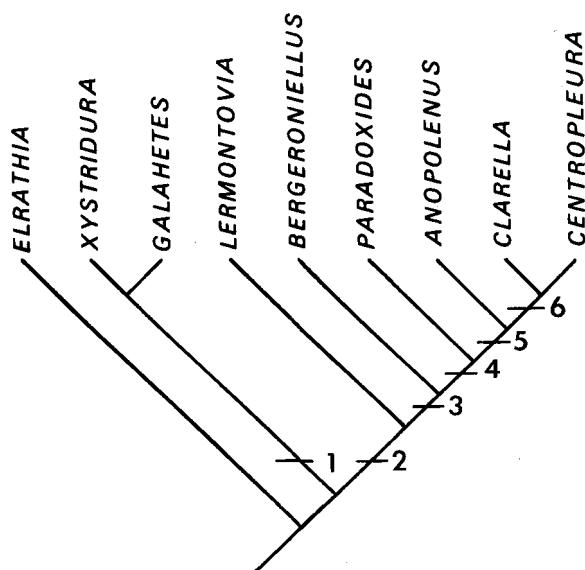 ELRATHIA
XYSTRIDURA
GALAHETES
LERMONTOVIA
BERGERONIELLUS
PARADOXIDES
ANOPOLENUS
CLARELLA
CENTROPLEURA
6
5
4
3
1
2